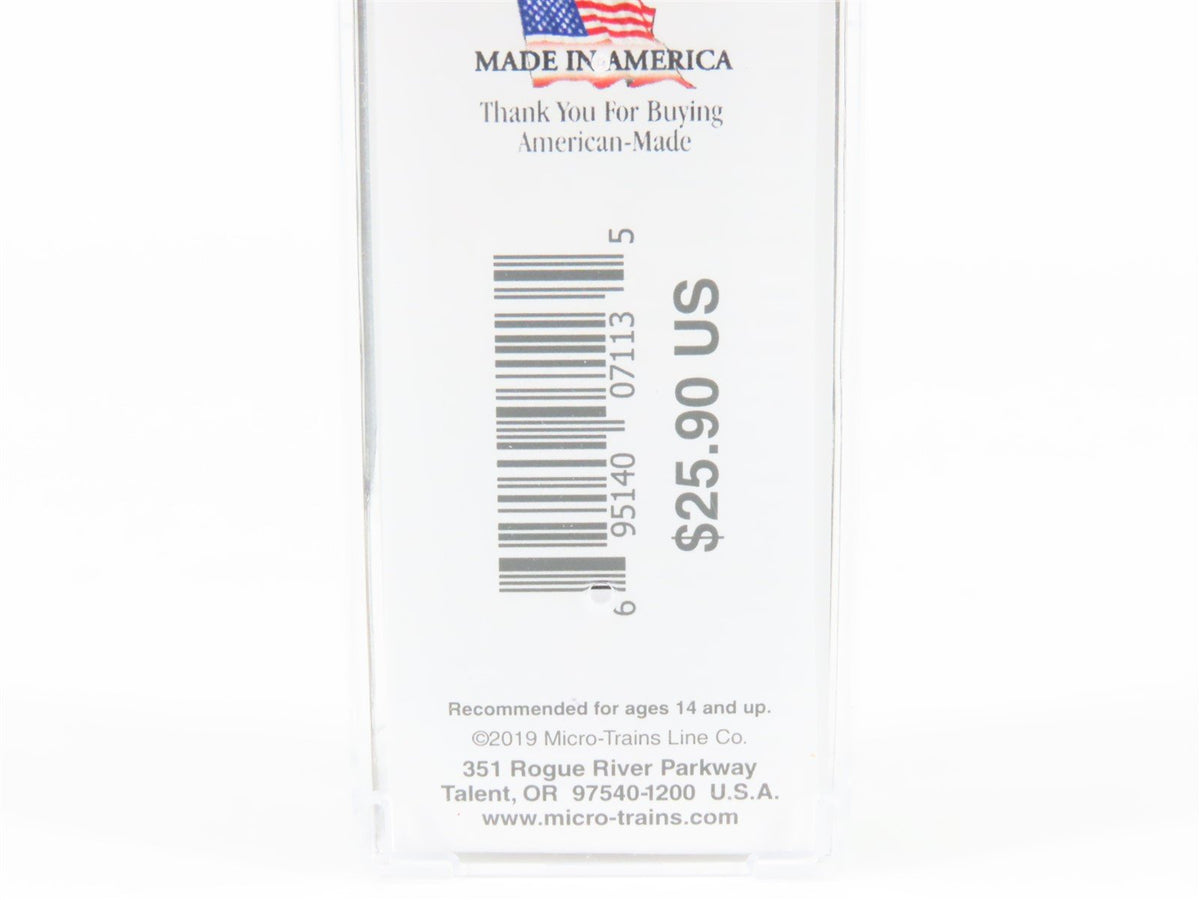 MADE IN AMERICA
Thank You For Buying
American-Made
6 95140 07113 5
$25.90 US
Recommended for ages 14 and up.
©2019 Micro-Trains Line Co.
351 Rogue River Parkway
Talent, OR 97540-1200 U.S.A.
www.micro-trains.com